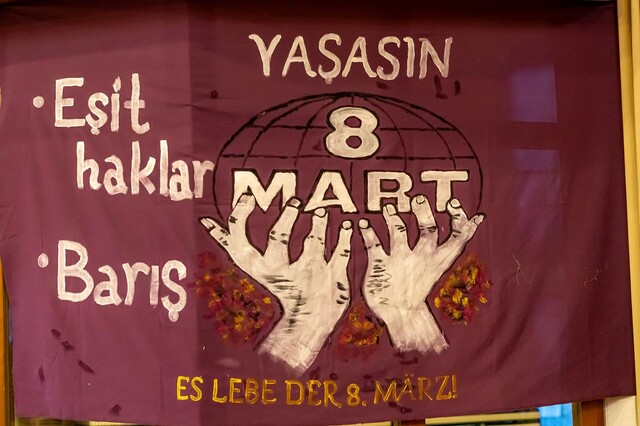 YAŞASIN
8
MART
• Eşit
haklar
• Barış
ES LEBE DER 8. MÄRZ!